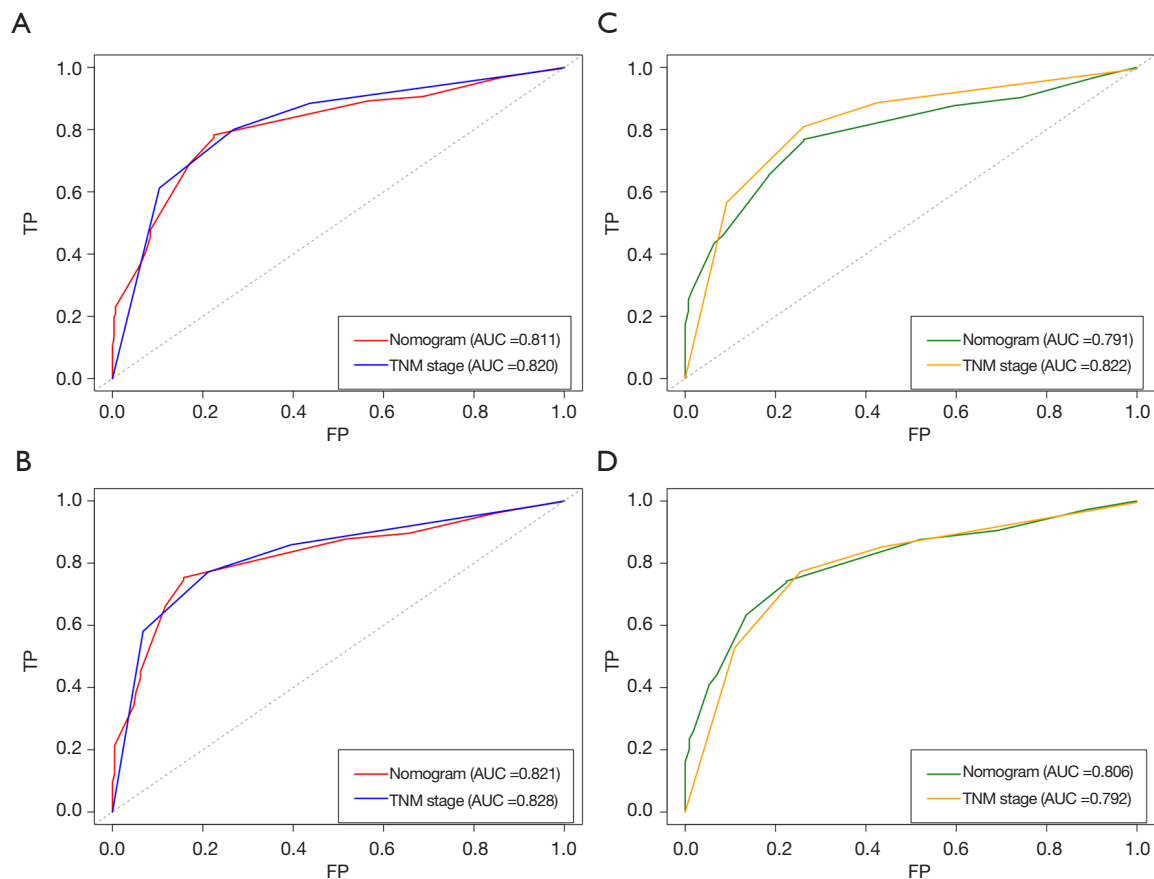 A
1.0
0.8
0.6
0.4
0.2
0.0
TP
Nomogram (AUC =0.811)
TNM stage (AUC =0.820)
0.0 0.2 0.4 0.6 0.8 1.0
FP
C
1.0
0.8
0.6
0.4
0.2
0.0
TP
Nomogram (AUC =0.791)
TNM stage (AUC =0.822)
0.0 0.2 0.4 0.6 0.8 1.0
FP
B
1.0
0.8
0.6
0.4
0.2
0.0
TP
Nomogram (AUC =0.821)
TNM stage (AUC =0.828)
0.0 0.2 0.4 0.6 0.8 1.0
FP
D
1.0
0.8
0.6
0.4
0.2
0.0
TP
Nomogram (AUC =0.806)
TNM stage (AUC =0.792)
0.0 0.2 0.4 0.6 0.8 1.0
FP